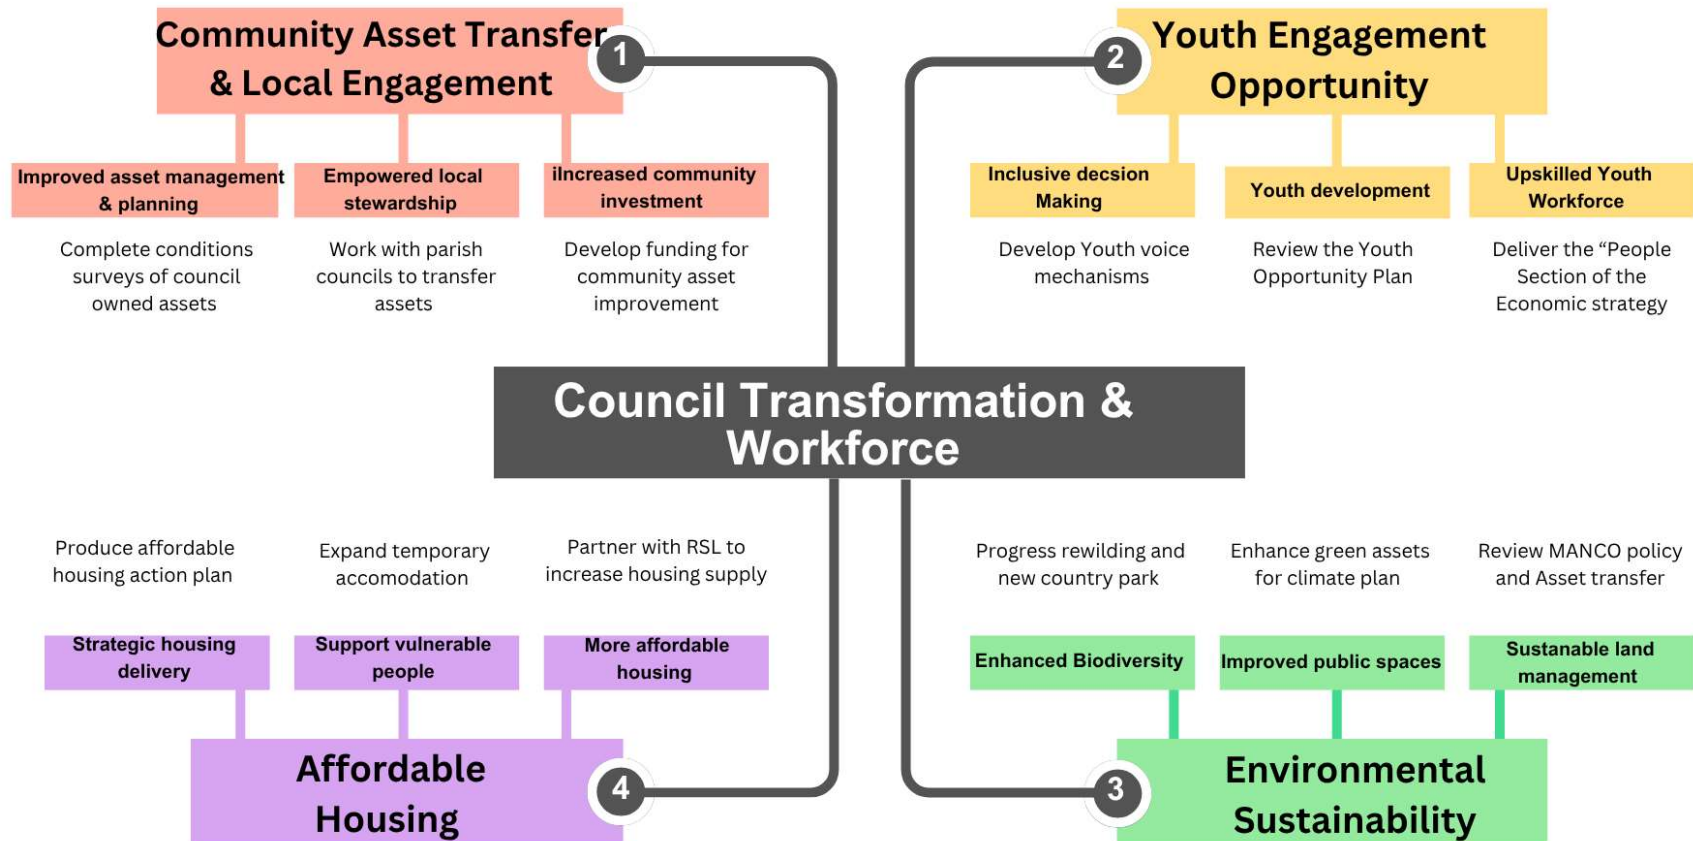 Community Asset Transfer
& Local Engagement
1
Improved asset management
& planning
Complete conditions
surveys of council
owned assets
Empowered local
stewardship
Work with parish
councils to transfer
assets
iIncreased community
investment
Develop funding for
community asset
improvement
2
Youth Engagement
Opportunity
Inclusive decsion
Making
Develop Youth voice
mechanisms
Youth development
Review the Youth
Opportunity Plan
Upskilled Youth
Workforce
Deliver the “People
Section of the
Economic strategy
Council Transformation &
Workforce
Produce affordable
housing action plan
Strategic housing
delivery
Expand temporary
accomodation
Support vulnerable
people
Partner with RSL to
increase housing supply
More affordable
housing
Affordable
Housing
4
Progress rewilding and
new country park
Enhanced Biodiversity
Enhance green assets
for climate plan
Improved public spaces
Review MANCO policy
and Asset transfer
Sustanable land
management
3
Environmental
Sustainability